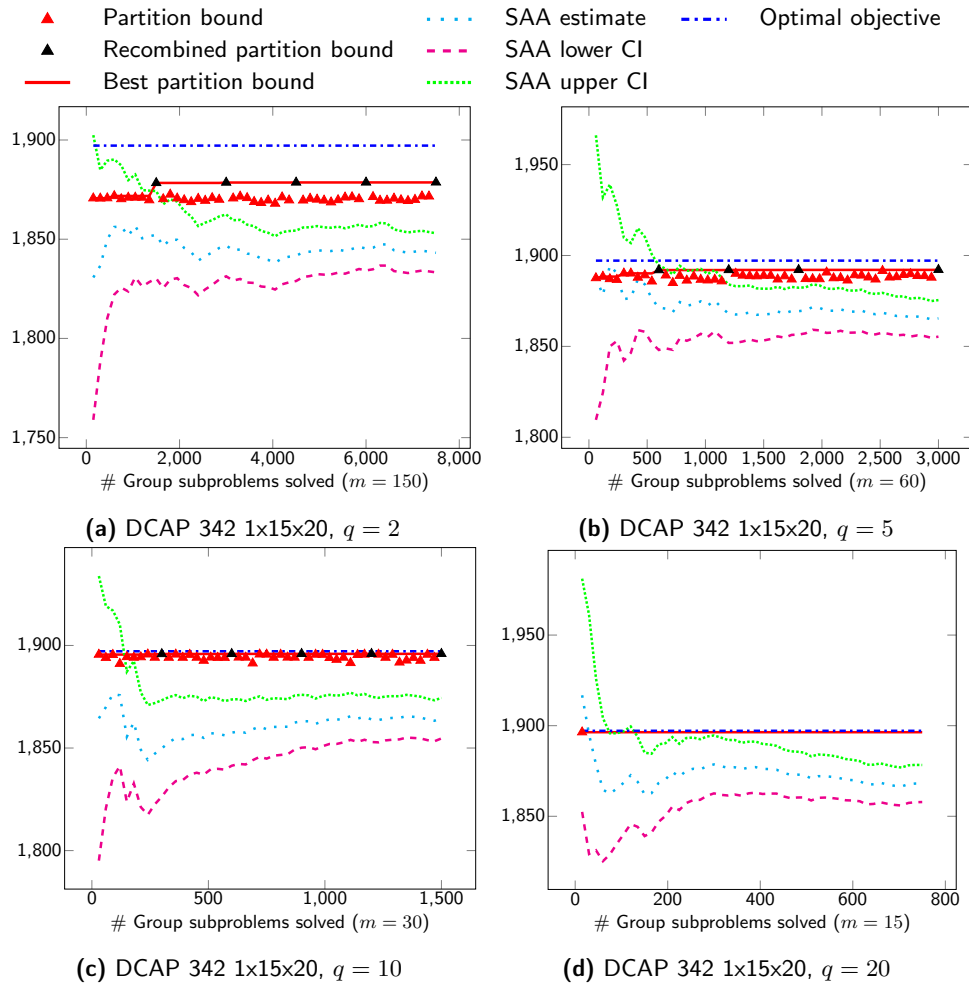 Partition bound
SAA estimate
Optimal objective
Recombined partition bound
SAA lower CI
Best partition bound
SAA upper CI
1,900
1,850
1,800
1,750
0
2,000
4,000
6,000
8,000
# Group subproblems solved (m = 150)
(a) DCAP 342 1x15x20, q = 2
1,950
1,900
1,850
1,800
0
500
1,000
1,500
2,000
2,500
3,000
# Group subproblems solved (m = 60)
(b) DCAP 342 1x15x20, q = 5
1,900
1,850
1,800
0
500
1,000
1,500
# Group subproblems solved (m = 30)
(c) DCAP 342 1x15x20, q = 10
1,950
1,900
1,850
0
200
400
600
800
# Group subproblems solved (m = 15)
(d) DCAP 342 1x15x20, q = 20